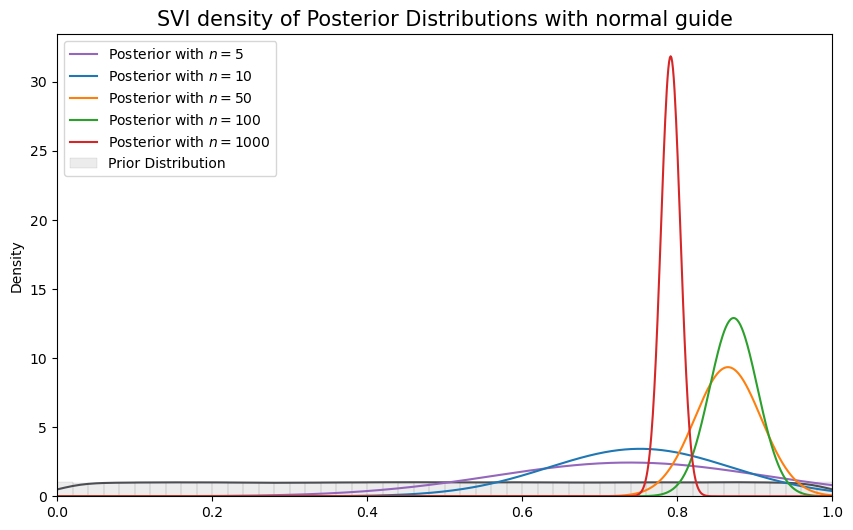 SVI density of Posterior Distributions with normal guide
Posterior with n = 5
Posterior with n = 10
Posterior with n = 50
Posterior with n = 100
Posterior with n = 1000
Prior Distribution
Density
30
25
20
15
10
5
0
0.0 0.2 0.4 0.6 0.8 1.0